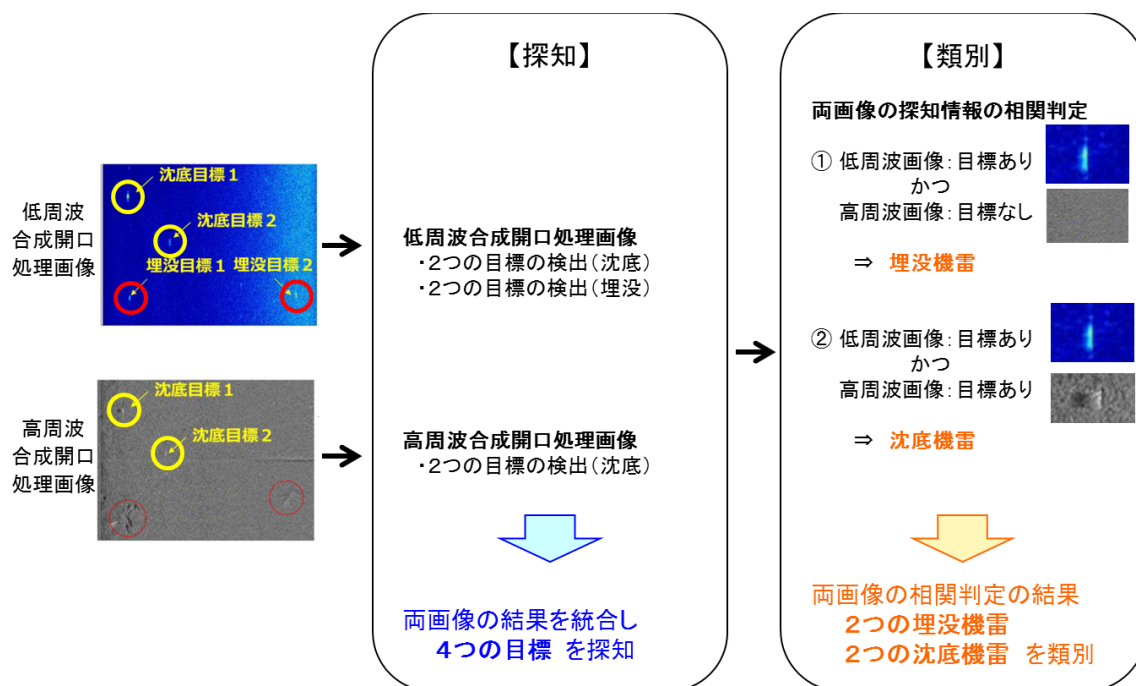 低周波
合成開口
処理画像
沈底目標1
沈底目標2
埋没目標1 埋没目標2
高周波
合成開口
処理画像
沈底目標1
沈底目標2
【探知】
低周波合成開口処理画像
・2つの目標の検出(沈底)
・2つの目標の検出(埋没)
高周波合成開口処理画像
・2つの目標の検出(沈底)
両画像の結果を統合し
4つの目標 を探知
【類別】
両画像の探知情報の相関判定
① 低周波画像:目標あり
かつ
高周波画像:目標なし
⇒ 埋没機雷
② 低周波画像:目標あり
かつ
高周波画像:目標あり
⇒ 沈底機雷
両画像の相関判定の結果
2つの埋没機雷
2つの沈底機雷 を類別